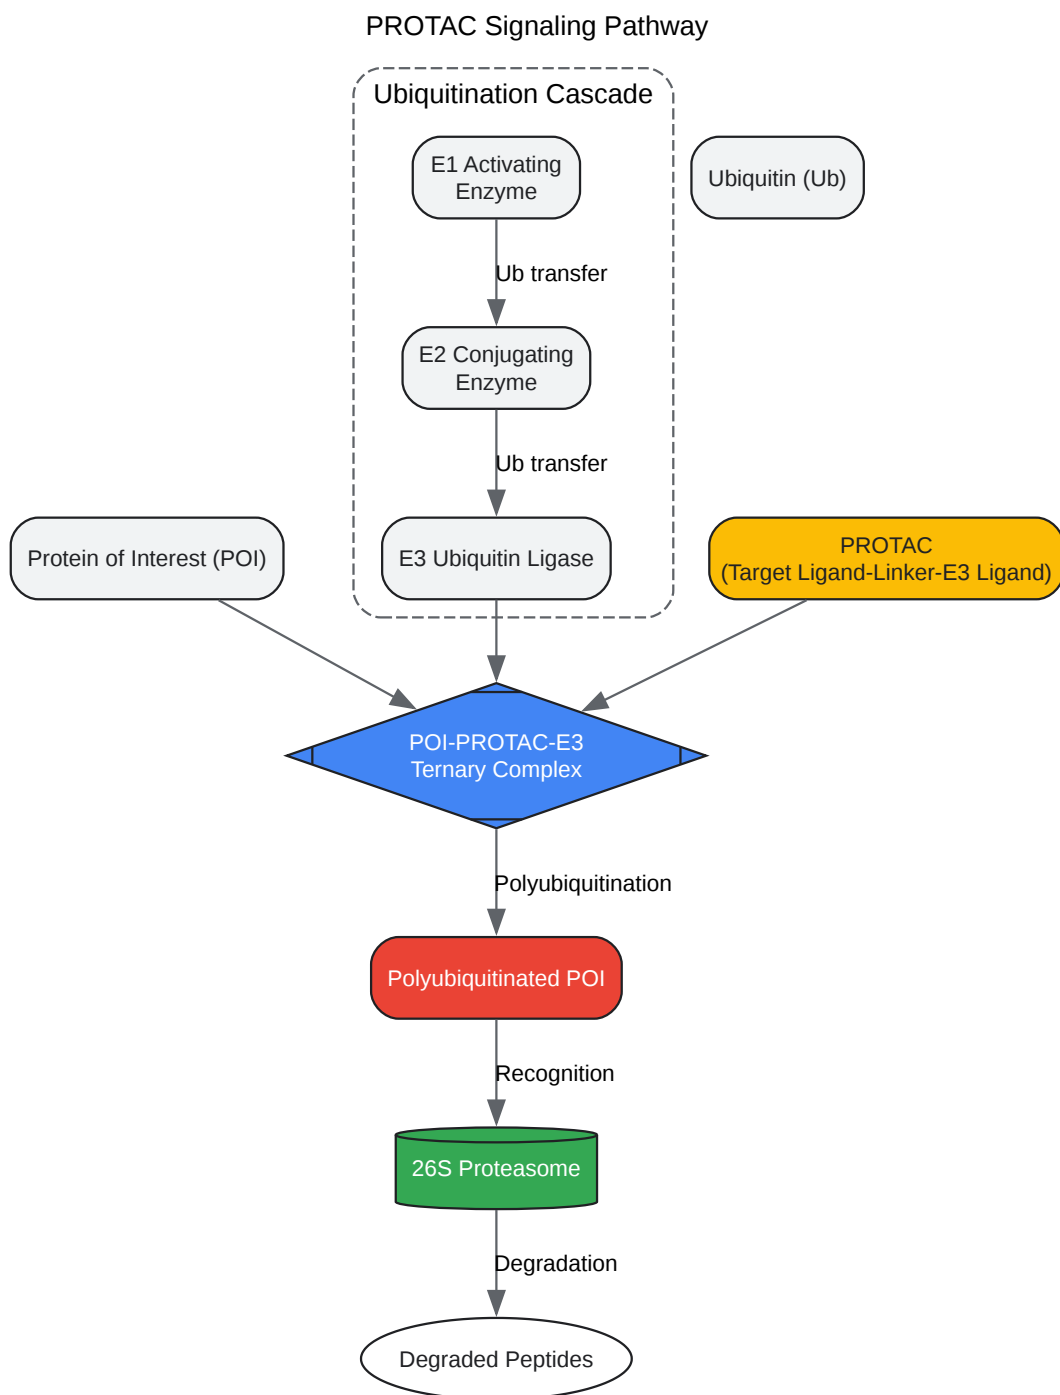 PROTAC Signaling Pathway
Ubiquitination Cascade
E1 Activating
Enzyme
Ubiquitin (Ub)
Ub transfer
E2 Conjugating
Enzyme
Ub transfer
Protein of Interest (POI)
E3 Ubiquitin Ligase
PROTAC
(Target Ligand-Linker-E3 Ligand)
POI-PROTAC-E3
Ternary Complex
Polyubiquitination
Polyubiquitinated POI
Recognition
26S Proteasome
Degradation
Degraded Peptides